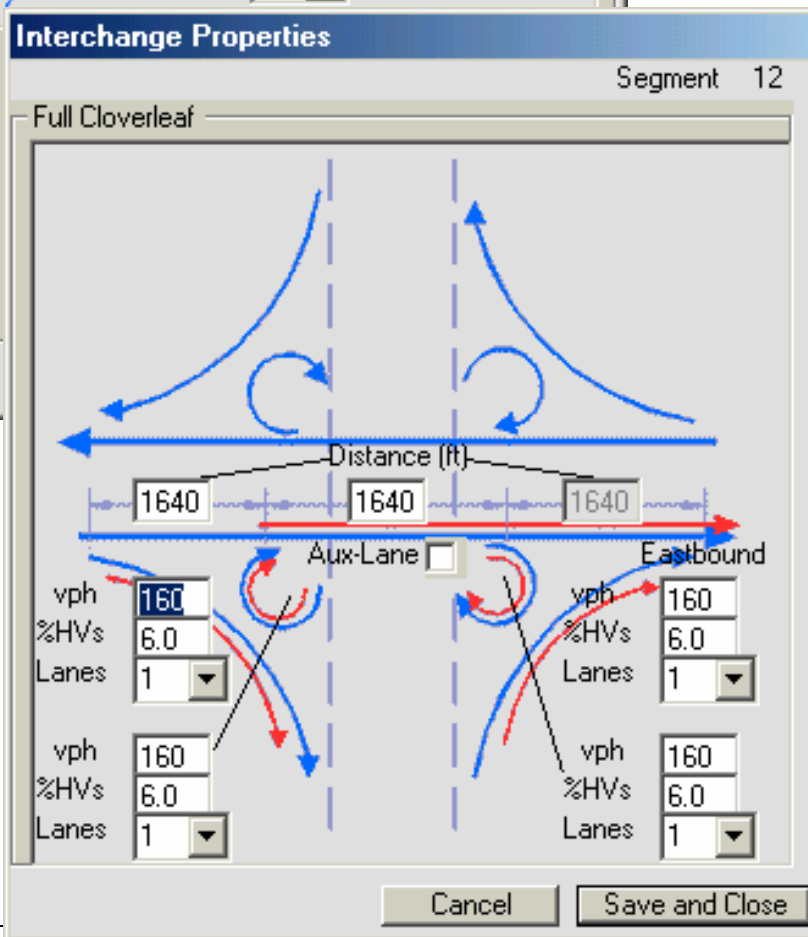 Interchange Properties
Segment 12
Full Cloverleaf
Distance (ft)
1640 1640 1640
Aux-Lane Eastbound
vph 160 vph 160
%HVs 6.0 %HVs 6.0
Lanes 1 Lanes 1
vph 160 vph 160
%HVs 6.0 %HVs 6.0
Lanes 1 Lanes 1
Cancel Save and Close